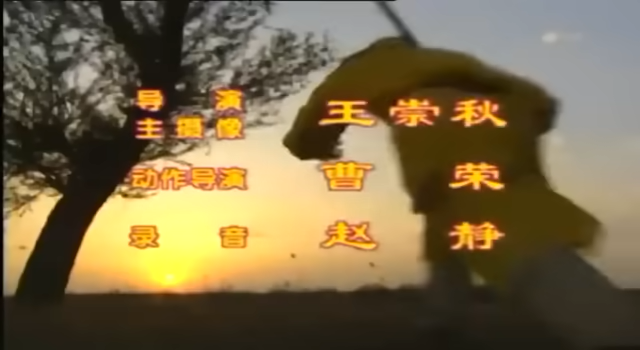 导演
主摄像 王崇秋
动作导演 曹荣
录音 赵静